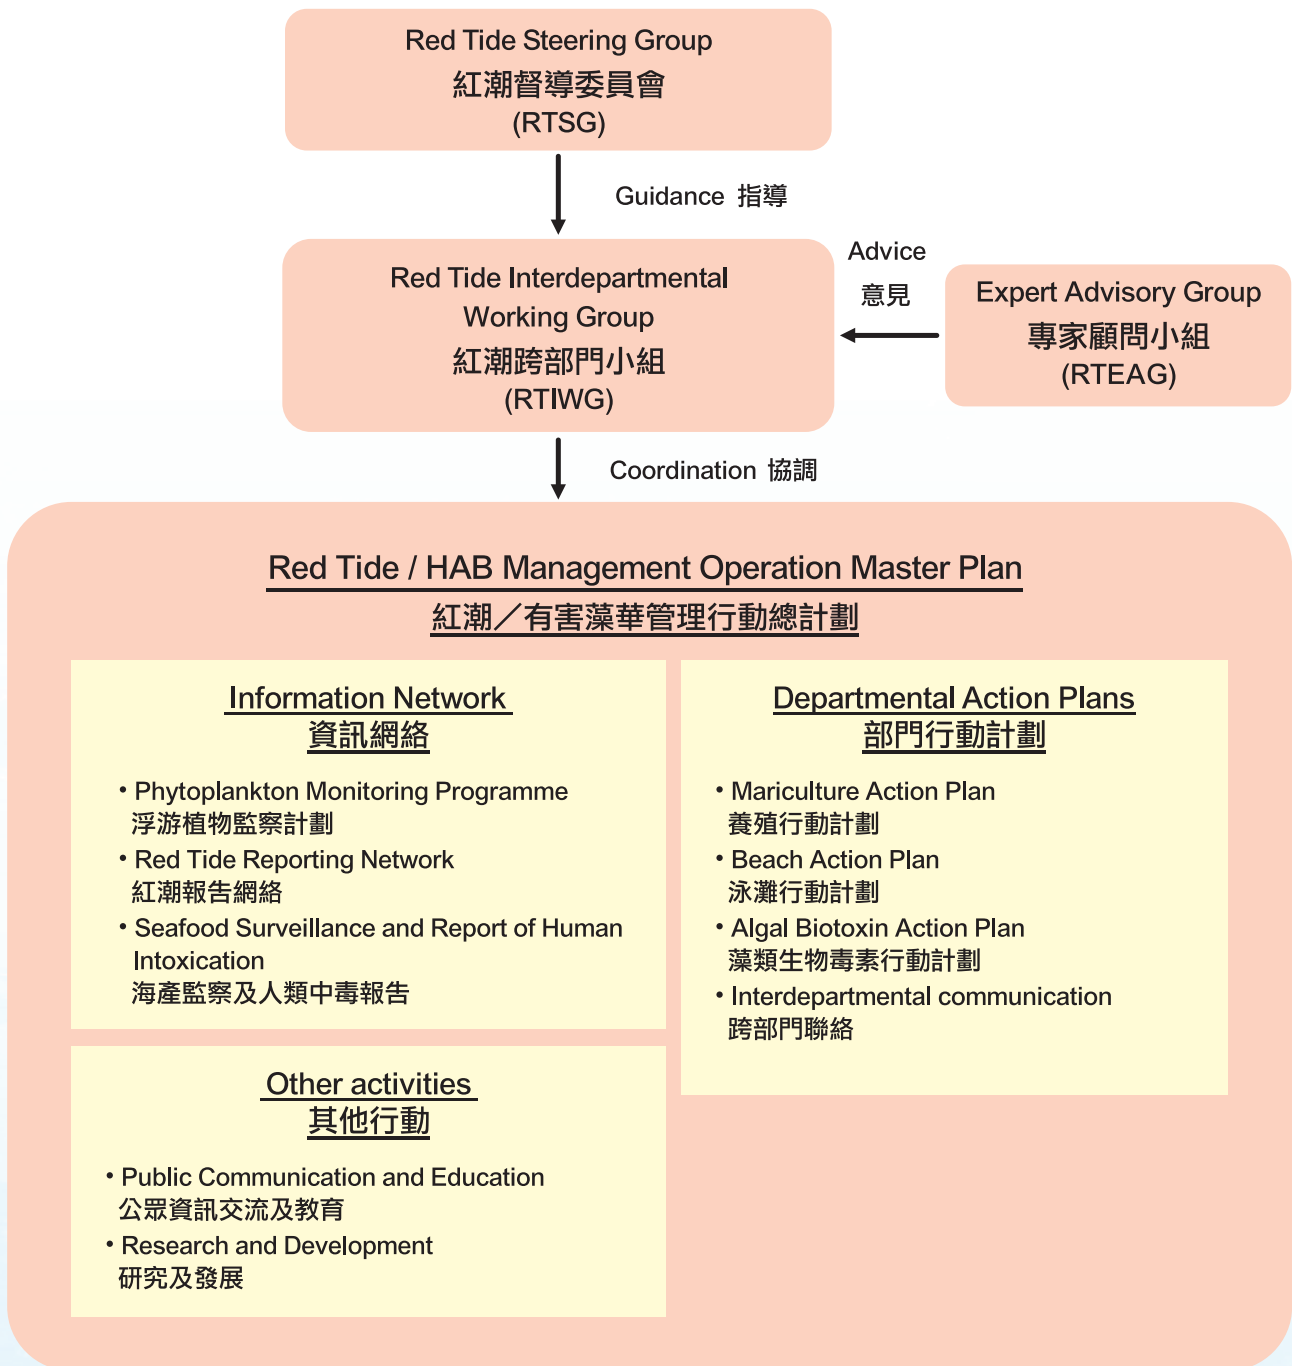 Red Tide Steering Group
紅潮督導委員會
(RTSG)
Guidance 指導
Red Tide Interdepartmental
Working Group
紅潮跨部門小組
(RTIWG)
Advice
意見
Expert Advisory Group
專家顧問小組
(RTEAG)
Coordination 協調
Red Tide / HAB Management Operation Master Plan
紅潮／有害藻華管理行動總計劃
Information Network
資訊網絡
• Phytoplankton Monitoring Programme
浮游植物監察計劃
• Red Tide Reporting Network
紅潮報告網絡
• Seafood Surveillance and Report of Human
Intoxication
海產監察及人類中毒報告
Departmental Action Plans
部門行動計劃
• Mariculture Action Plan
養殖行動計劃
• Beach Action Plan
泳灘行動計劃
• Algal Biotoxin Action Plan
藻類生物毒素行動計劃
• Interdepartmental communication
跨部門聯絡
Other activities
其他行動
• Public Communication and Education
公眾資訊交流及教育
• Research and Development
研究及發展